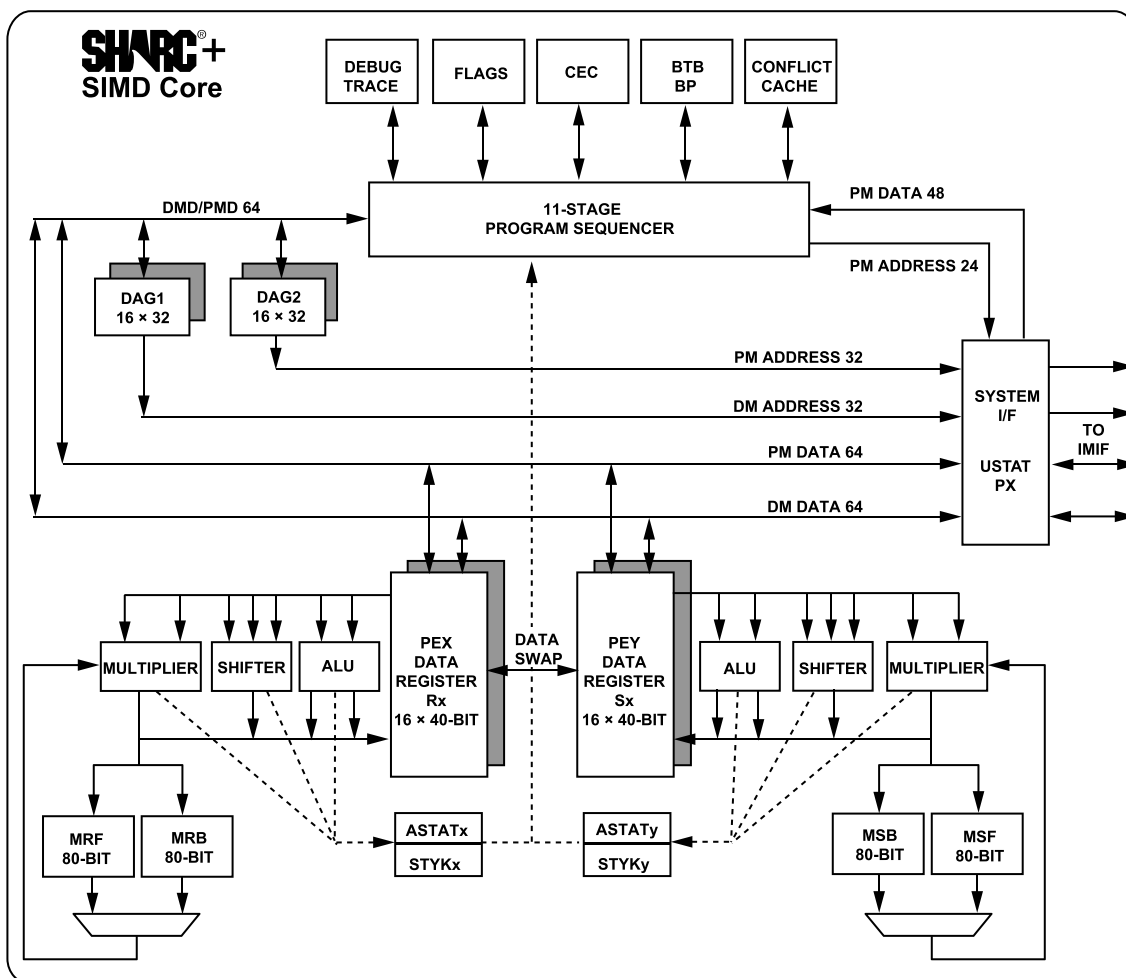 SHARC®+
SIMD Core
DEBUG
TRACE
FLAGS
CEC
BTB
BP
CONFLICT
CACHE
DMD/PMD 64
11-STAGE
PROGRAM SEQUENCER
PM DATA 48
PM ADDRESS 24
DAG1
16 × 32
DAG2
16 × 32
PM ADDRESS 32
SYSTEM
I/F
USTAT
PX
DM ADDRESS 32
TO
IMIF
PM DATA 64
DM DATA 64
MULTIPLIER
SHIFTER
ALU
PEX
DATA
REGISTER
Rx
16 × 40-BIT
DATA
SWAP
PEY
DATA
REGISTER
Sx
16 × 40-BIT
ALU
SHIFTER
MULTIPLIER
MRF
80-BIT
MRB
80-BIT
ASTATx
STYKx
ASTATy
STYKy
MSB
80-BIT
MSF
80-BIT